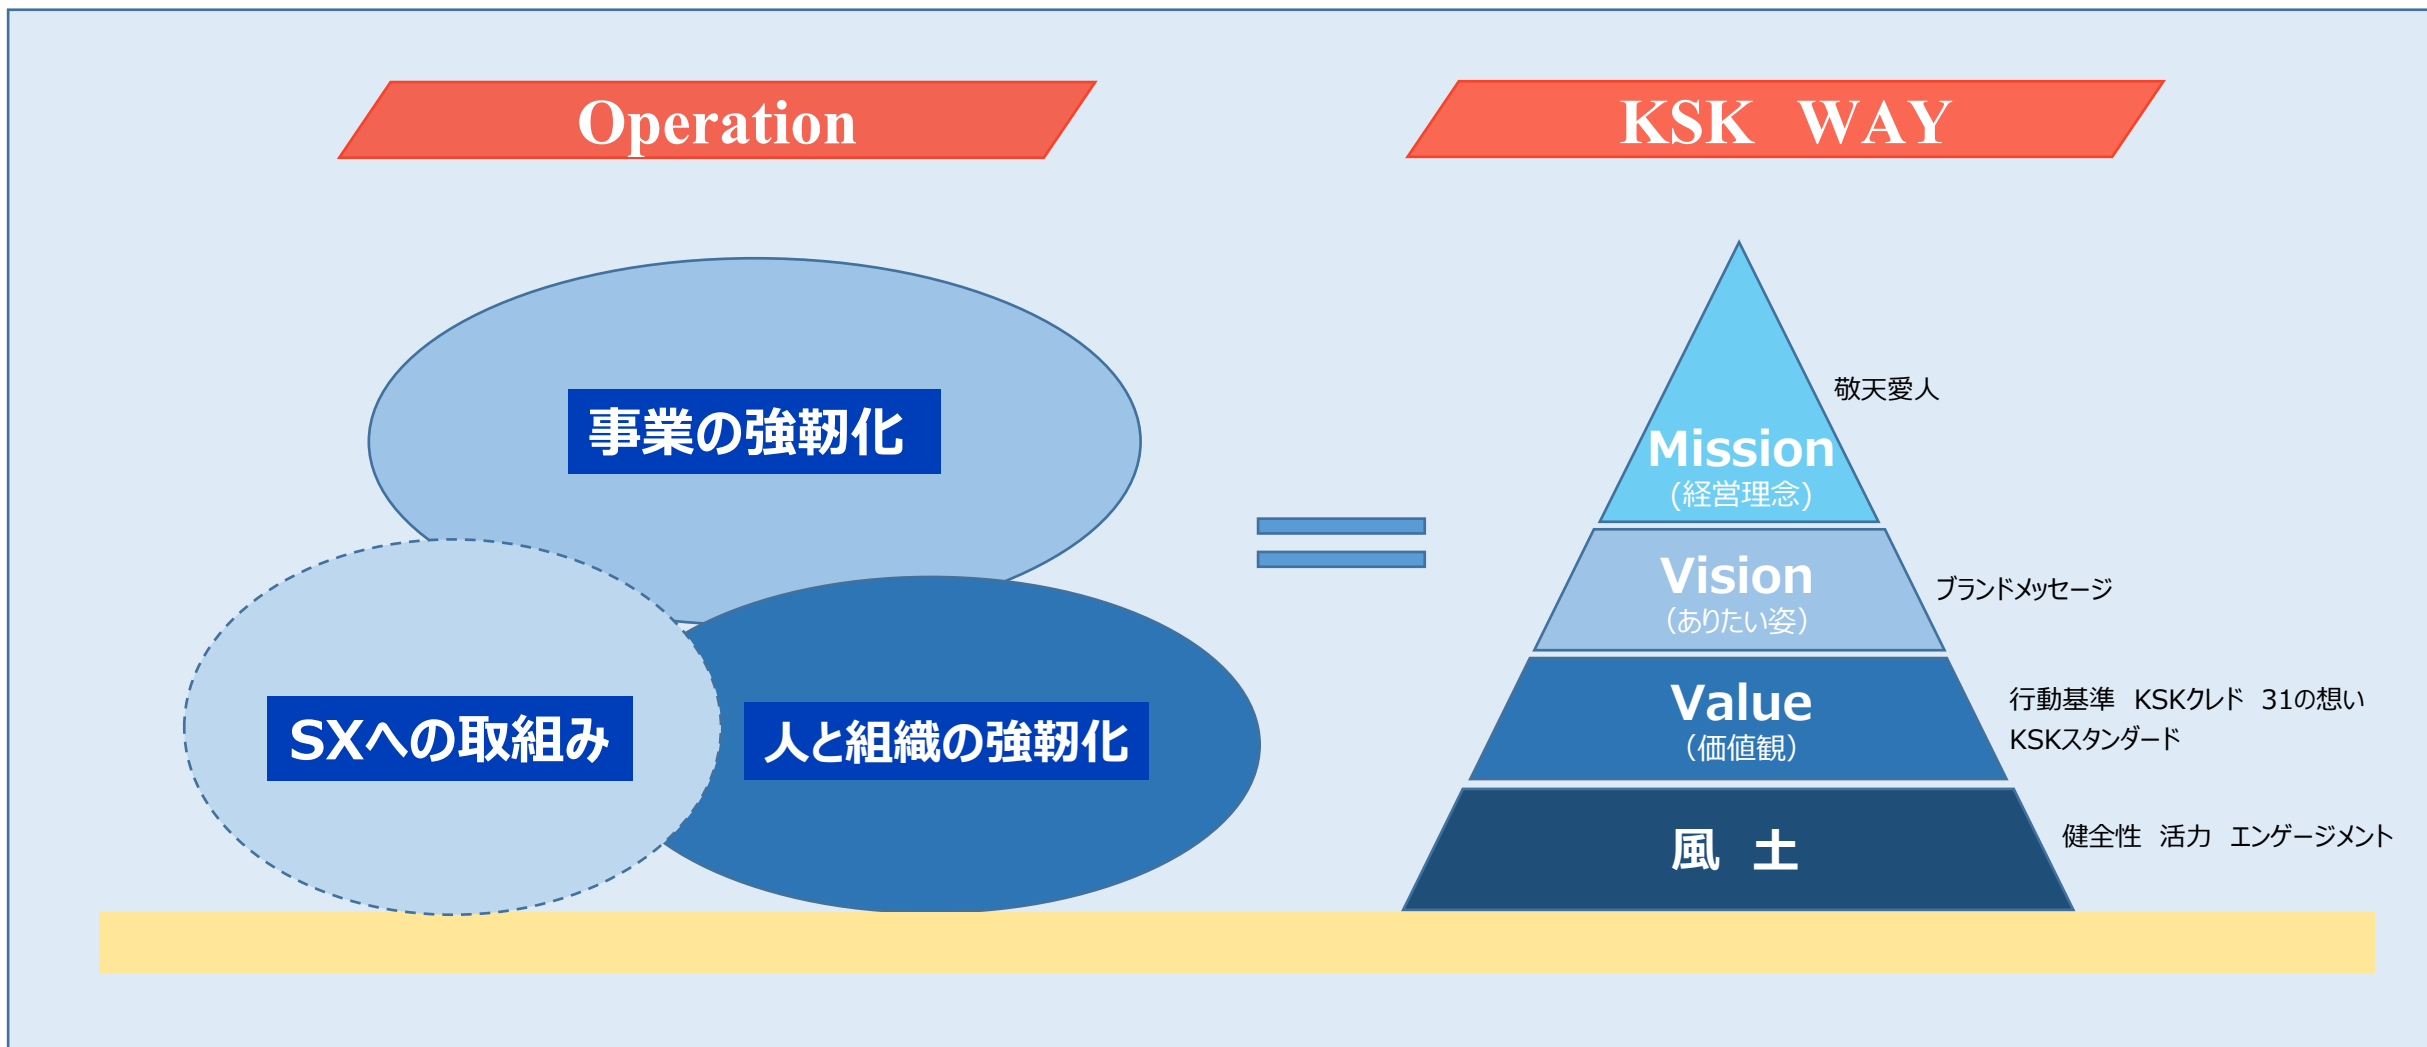 Operation
KSK WAY
事業の強靭化
SXへの取組み
人と組織の強靭化
敬天愛人
Mission
(経営理念)
Vision
(ありたい姿)
ブランドメッセージ
Value
(価値観)
行動基準 KSKクレド 31の想い
KSKスタンダード
風 土
健全性 活力 エンゲージメント